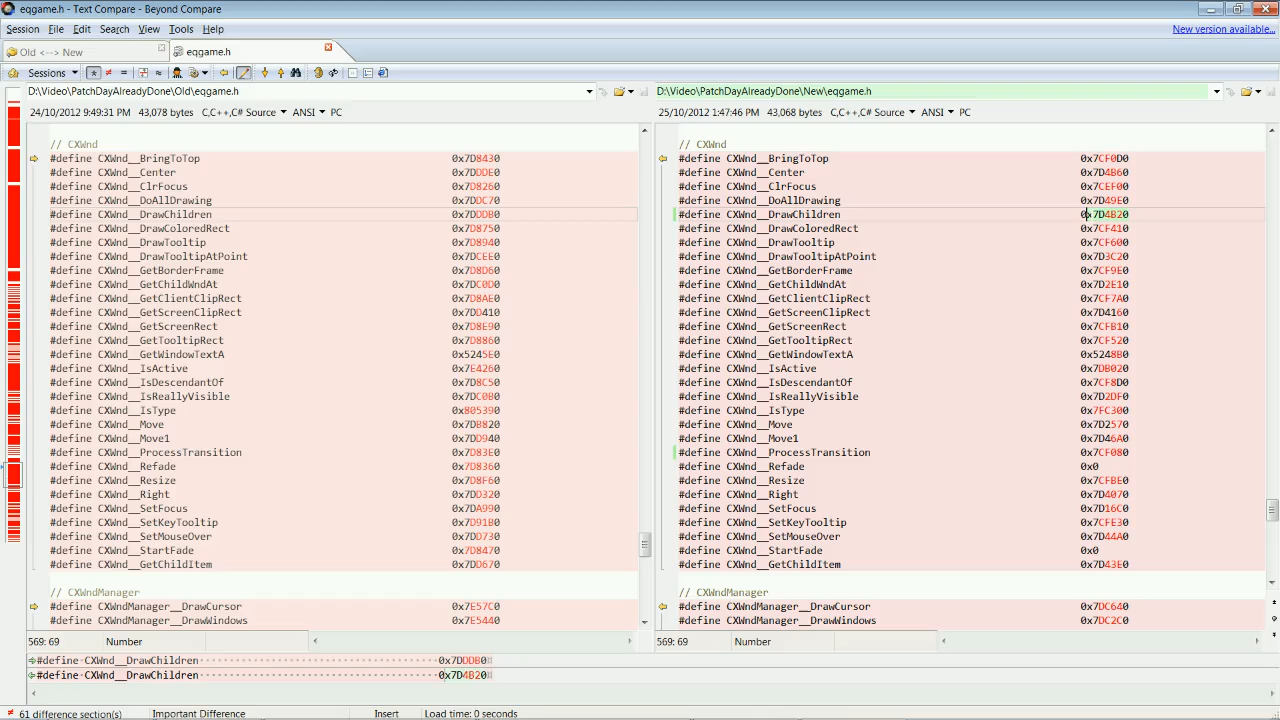 eqgame.h - Text Compare - Beyond Compare
Session File Edit Search View Tools Help
New version available...
Old <--> New
eqgame.h
Sessions
D:\Video\PatchDayAlreadyDone\Old\eqgame.h
D:\Video\PatchDayAlreadyDone\New\eqgame.h
24/10/2012 9:49:31 PM 43,078 bytes C,C++,C# Source ANSI PC
25/10/2012 1:47:46 PM 43,068 bytes C,C++,C# Source ANSI PC
// CXWnd
#define CXWnd__BringToTop 0x7D8430
#define CXWnd__Center 0x7DDDE0
#define CXWnd__ClrFocus 0x7D8260
#define CXWnd__DoAllDrawing 0x7DDC70
#define CXWnd__DrawChildren 0x7DDDB0
#define CXWnd__DrawColoredRect 0x7D8750
#define CXWnd__DrawTooltip 0x7D8940
#define CXWnd__DrawTooltipAtPoint 0x7DCEE0
#define CXWnd__GetBorderFrame 0x7D8D60
#define CXWnd__GetChildWndAt 0x7DC0D0
#define CXWnd__GetClientClipRect 0x7D8AE0
#define CXWnd__GetScreenClipRect 0x7DD410
#define CXWnd__GetScreenRect 0x7D8E90
#define CXWnd__GetTooltipRect 0x7D8860
#define CXWnd__GetWindowTextA 0x5245E0
#define CXWnd__IsActive 0x7E4260
#define CXWnd__IsDescendantOf 0x7D8C50
#define CXWnd__IsReallyVisible 0x7DC0B0
#define CXWnd__IsType 0x805390
#define CXWnd__Move 0x7DB820
#define CXWnd__Move1 0x7DD940
#define CXWnd__ProcessTransition 0x7D83E0
#define CXWnd__Refade 0x7D8360
#define CXWnd__Resize 0x7D8F60
#define CXWnd__Right 0x7DD320
#define CXWnd__SetFocus 0x7DA990
#define CXWnd__SetKeyTooltip 0x7D91B0
#define CXWnd__SetMouseOver 0x7DD730
#define CXWnd__StartFade 0x7D8470
#define CXWnd__GetChildItem 0x7DD670
// CXWndManager
#define CXWndManager__DrawCursor 0x7E57C0
#define CXWndManager__DrawWindows 0x7E5440
// CXWnd
#define CXWnd__BringToTop 0x7CF0D0
#define CXWnd__Center 0x7D4B60
#define CXWnd__ClrFocus 0x7CEF00
#define CXWnd__DoAllDrawing 0x7D49E0
#define CXWnd__DrawChildren 0x7D4B20
#define CXWnd__DrawColoredRect 0x7CF410
#define CXWnd__DrawTooltip 0x7CF600
#define CXWnd__DrawTooltipAtPoint 0x7D3C20
#define CXWnd__GetBorderFrame 0x7CF9E0
#define CXWnd__GetChildWndAt 0x7D2E10
#define CXWnd__GetClientClipRect 0x7CF7A0
#define CXWnd__GetScreenClipRect 0x7D4160
#define CXWnd__GetScreenRect 0x7CFB10
#define CXWnd__GetTooltipRect 0x7CF520
#define CXWnd__GetWindowTextA 0x5248B0
#define CXWnd__IsActive 0x7DB020
#define CXWnd__IsDescendantOf 0x7CF8D0
#define CXWnd__IsReallyVisible 0x7D2DF0
#define CXWnd__IsType 0x7FC300
#define CXWnd__Move 0x7D2570
#define CXWnd__Move1 0x7D46A0
#define CXWnd__ProcessTransition 0x7CF080
#define CXWnd__Refade 0x0
#define CXWnd__Resize 0x7CFBE0
#define CXWnd__Right 0x7D4070
#define CXWnd__SetFocus 0x7D16C0
#define CXWnd__SetKeyTooltip 0x7CFE30
#define CXWnd__SetMouseOver 0x7D44A0
#define CXWnd__StartFade 0x0
#define CXWnd__GetChildItem 0x7D43E0
// CXWndManager
#define CXWndManager__DrawCursor 0x7DC640
#define CXWndManager__DrawWindows 0x7DC2C0
569: 69 Number
569: 69 Number
#define CXWnd__DrawChildren 0x7DDDB0
#define CXWnd__DrawChildren 0x7D4B20
61 difference section(s) Important Difference Insert Load time: 0 seconds